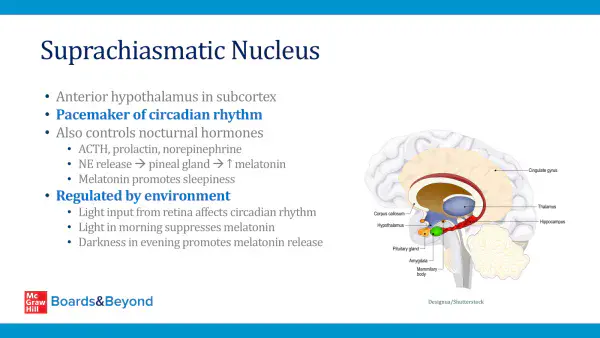 Suprachiasmatic Nucleus
• Anterior hypothalamus in subcortex
• Pacemaker of circadian rhythm
• Also controls nocturnal hormones
• ACTH, prolactin, norepinephrine
• NE release → pineal gland → ↑ melatonin
• Melatonin promotes sleepiness
• Regulated by environment
• Light input from retina affects circadian rhythm
• Light in morning suppresses melatonin
• Darkness in evening promotes melatonin release
Cingulate gyrus
Thalamus
Corpus callosum
Hippocampus
Hypothalamus
Pituitary gland
Amygdala
Mammillary
body
Designua/Shutterstock
Mc
Graw
Hill
Boards&Beyond